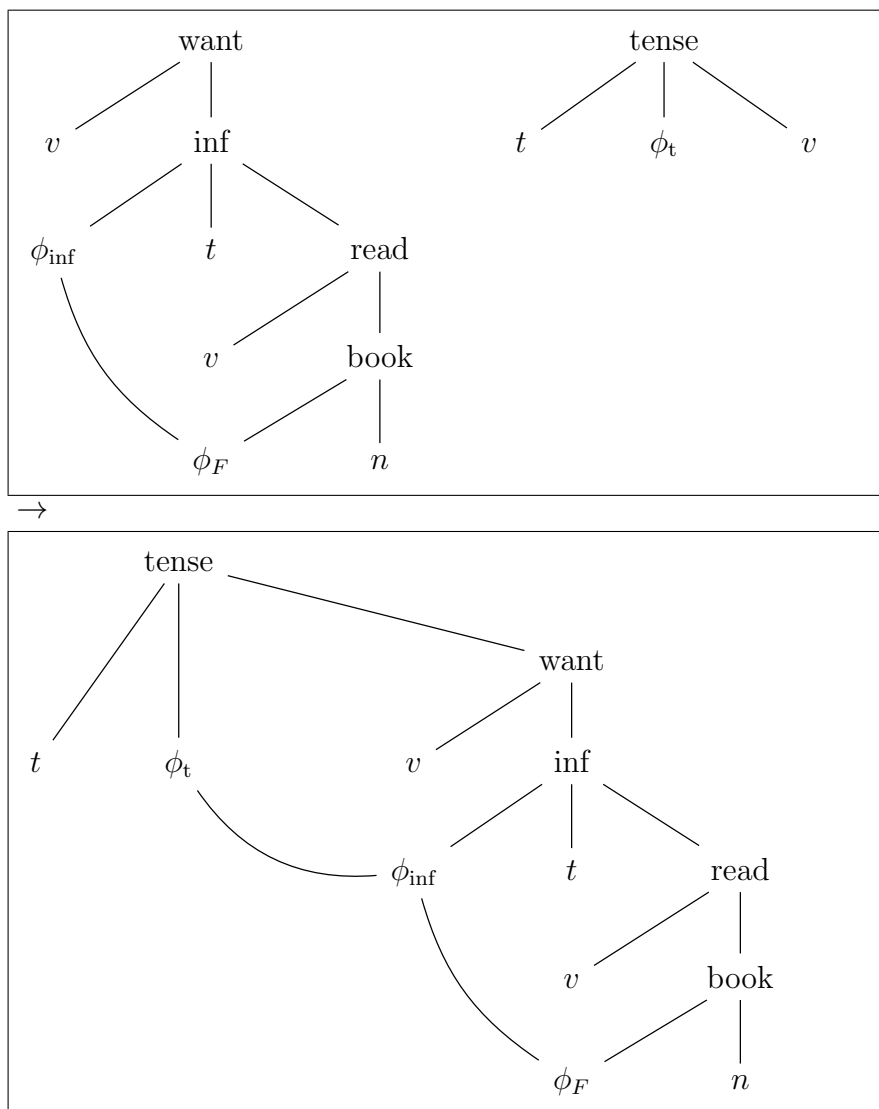 want tense
v inf t ϕt v
ϕinf t read
v book
ϕF n
→
tense
want
t ϕt v inf
ϕinf t read
v book
ϕF n